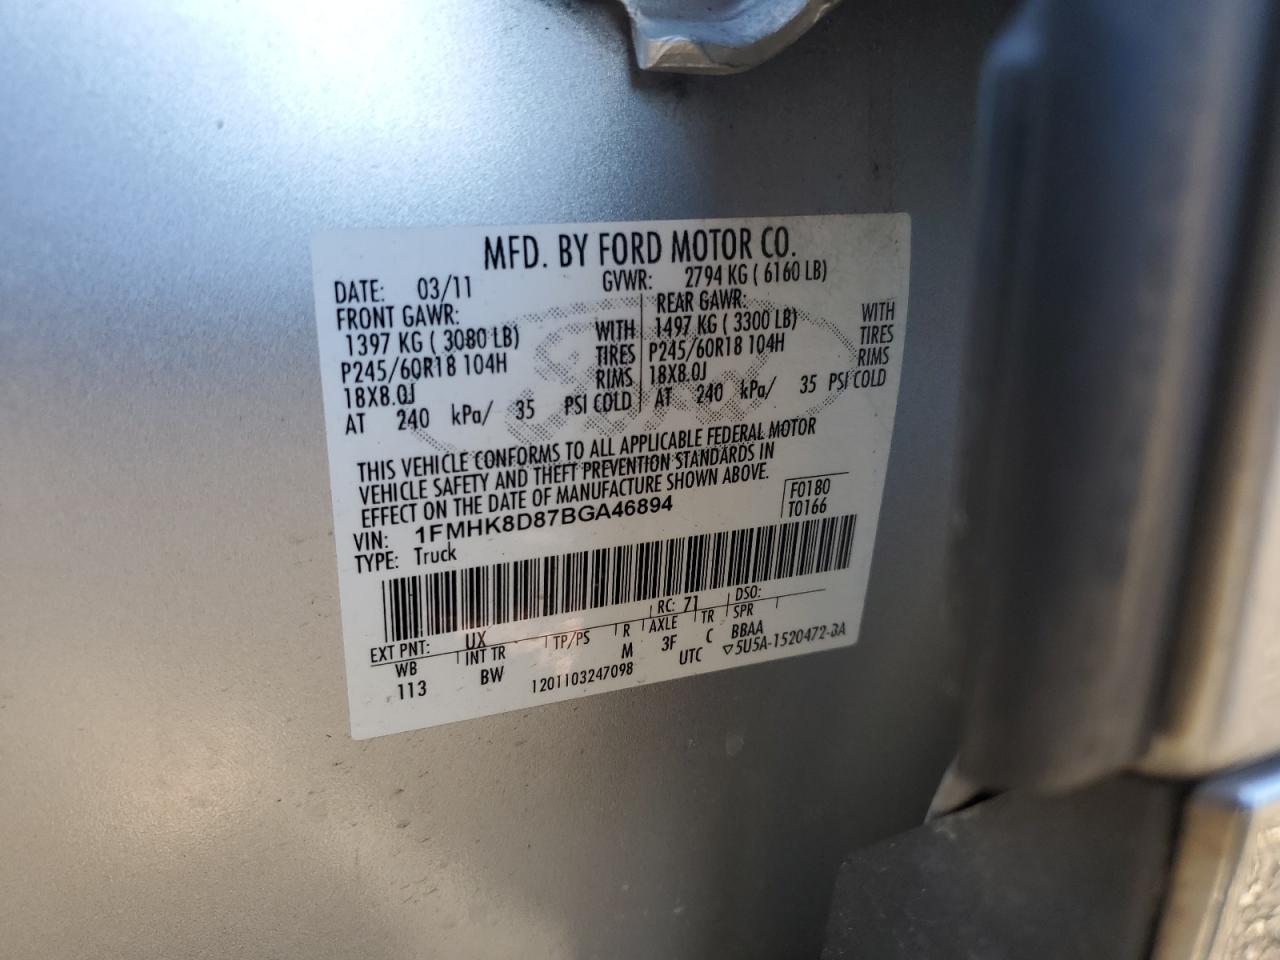 MFD. BY FORD MOTOR CO.
DATE: 03/11 GVWR: 2794 KG ( 6160 LB)
FRONT GAWR: REAR GAWR:
1397 KG ( 3080 LB) WITH 1497 KG ( 3300 LB) WITH
P245/60R18 104H TIRES P245/60R18 104H TIRES
18X8.0J RIMS 18X8.0J RIMS
AT 240 kPa/ 35 PSI COLD AT 240 kPa/ 35 PSI COLD
THIS VEHICLE CONFORMS TO ALL APPLICABLE FEDERAL MOTOR
VEHICLE SAFETY AND THEFT PREVENTION STANDARDS IN
EFFECT ON THE DATE OF MANUFACTURE SHOWN ABOVE.
VIN: 1FMHK8D87BGA46894 F0180
TYPE: Truck T0166
EXT PNT: UX RC: 71 DSO:
WB INT TR TP/PS R AXLE TR SPR
113 BW M 3F C BBAA
1201103247098 UTC ▽5U5A-1520472-BA